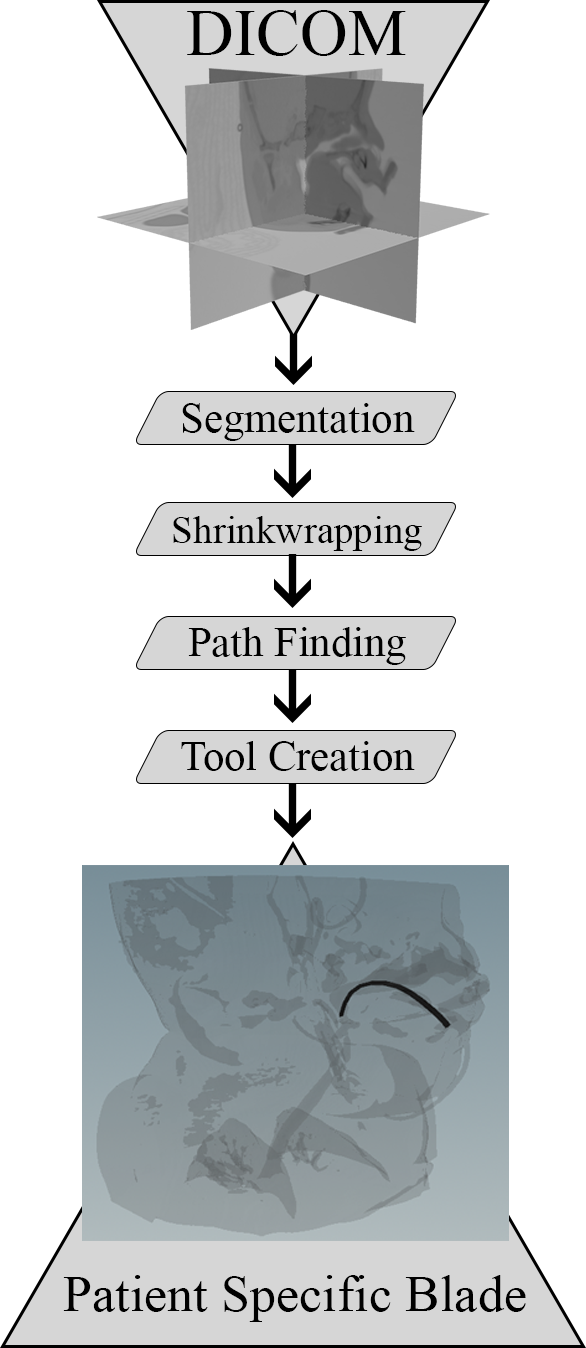 DICOM
Segmentation
Shrinkwrapping
Path Finding
Tool Creation
Patient Specific Blade